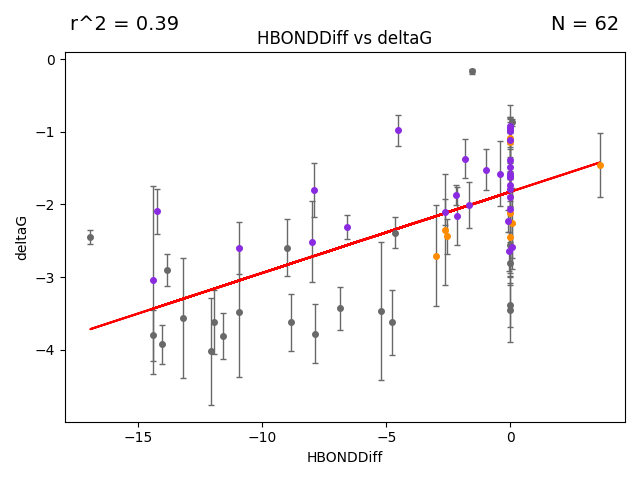 r^2 = 0.39
N = 62
HBONDDiff vs deltaG
deltaG
0
−1
−2
−3
−4
−15
−10
−5
0
HBONDDiff